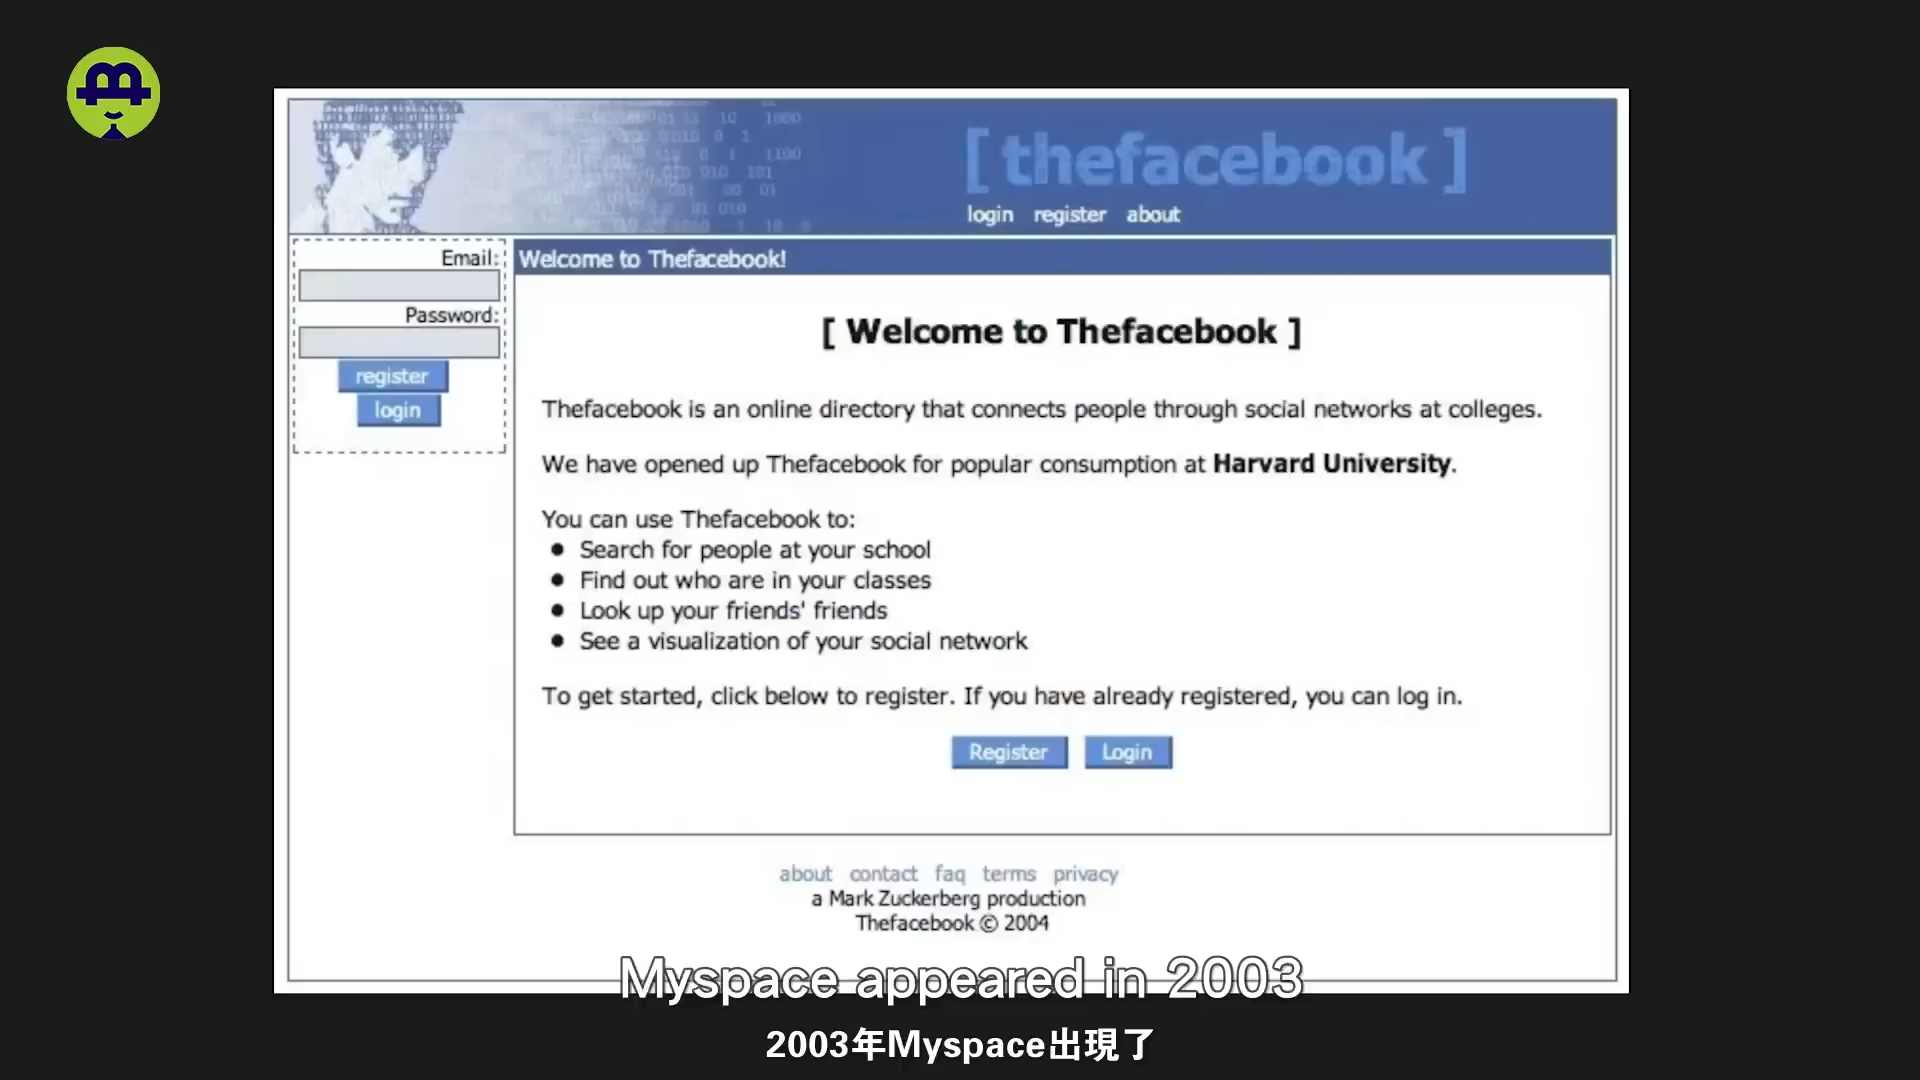 [ thefacebook ]
login register about
Email:
Password:
register
login
Welcome to Thefacebook!
[ Welcome to Thefacebook ]
Thefacebook is an online directory that connects people through social networks at colleges.
We have opened up Thefacebook for popular consumption at Harvard University.
You can use Thefacebook to:
• Search for people at your school
• Find out who are in your classes
• Look up your friends' friends
• See a visualization of your social network
To get started, click below to register. If you have already registered, you can log in.
Register Login
about contact faq terms privacy
a Mark Zuckerberg production
Thefacebook © 2004
Myspace appeared in 2003
2003年Myspace出現了